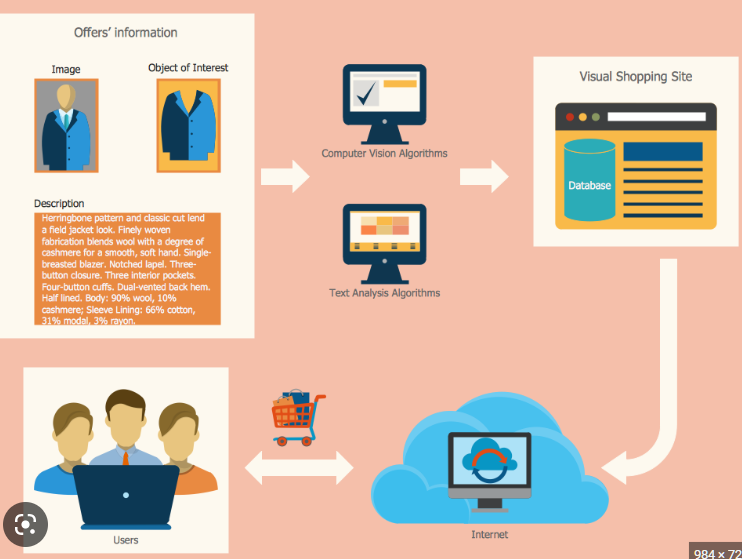 Offers' information
Image
Object of Interest
Description
Herringbone pattern and classic cut lend
a field jacket look. Finely woven
fabrication blends wool with a degree of
cashmere for a smooth, soft hand. Single-
breasted blazer. Notched lapel. Three-
button closure. Three interior pockets.
Four-button cuffs. Dual-vented back hem.
Half lined. Body: 90% wool, 10%
cashmere; Sleeve Lining: 66% cotton,
31% modal, 3% rayon.
Computer Vision Algorithms
Text Analysis Algorithms
Visual Shopping Site
Database
Users
Internet
984 x 72